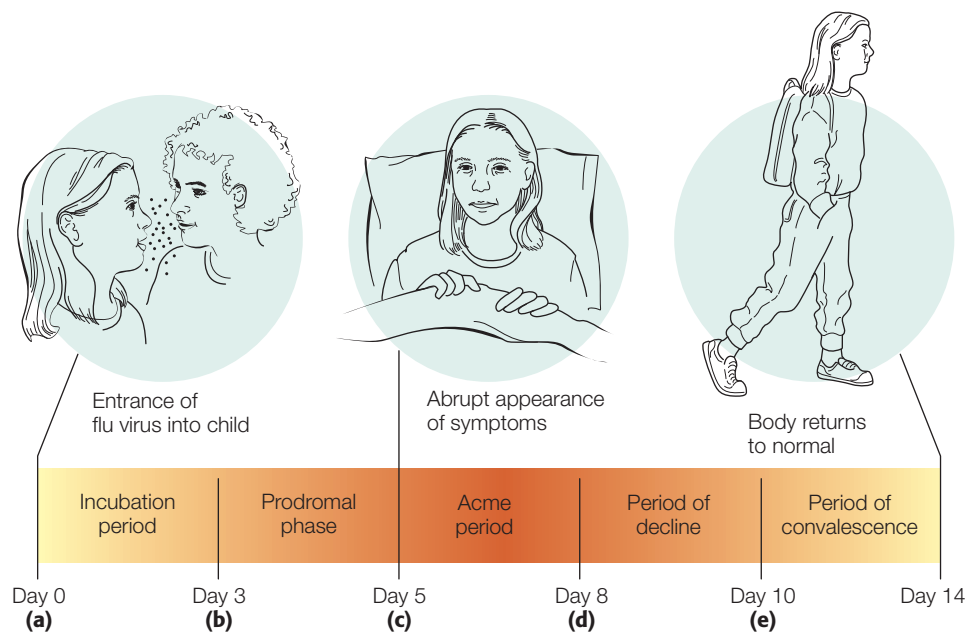 Entrance of
flu virus into child
Abrupt appearance
of symptoms
Body returns
to normal
Incubation
period
Prodromal
phase
Acme
period
Period of
decline
Period of
convalescence
Day 0
(a)
Day 3
(b)
Day 5
(c)
Day 8
(d)
Day 10
(e)
Day 14